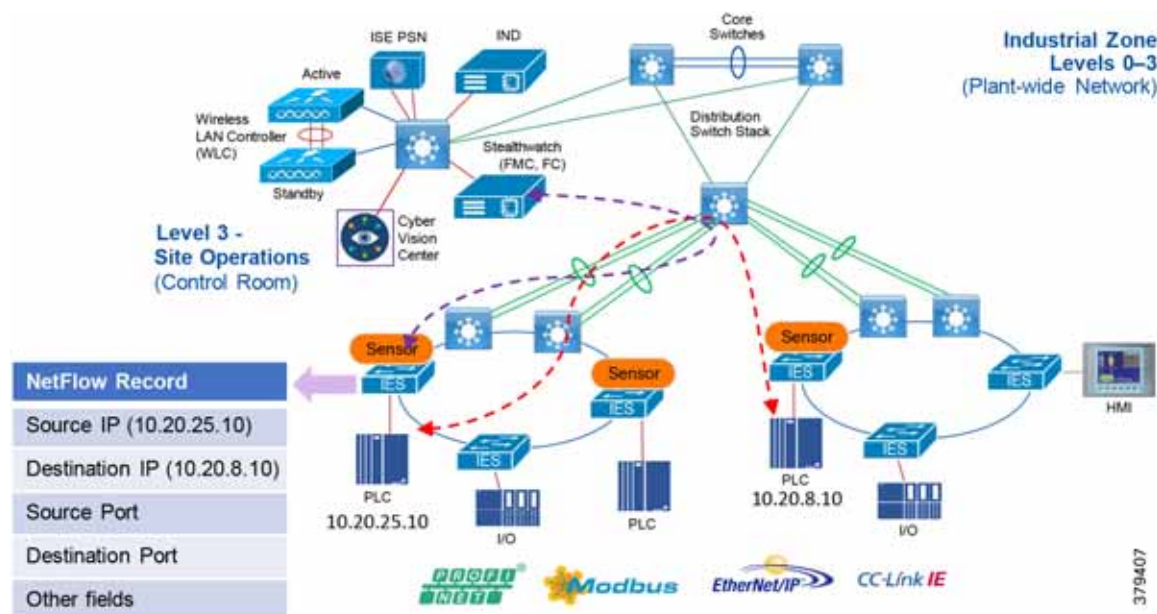 ISE PSN
IND
Core
Switches
Industrial Zone
Levels 0–3
(Plant-wide Network)
Active
Wireless
LAN Controller
(WLC)
Standby
Distribution
Switch Stack
Stealthwatch
(FMC, FC)
Level 3 -
Site Operations
(Control Room)
Cyber
Vision
Center
Sensor
IES
Sensor
IES
IES
Sensor
IES
IES
IES
HMI
PLC
10.20.25.10
I/O
PLC
PLC
10.20.8.10
I/O
NetFlow Record
Source IP (10.20.25.10)
Destination IP (10.20.8.10)
Source Port
Destination Port
Other fields
PROFI
NET
®
Modbus
EtherNet/IP
CC-Link IE
379407